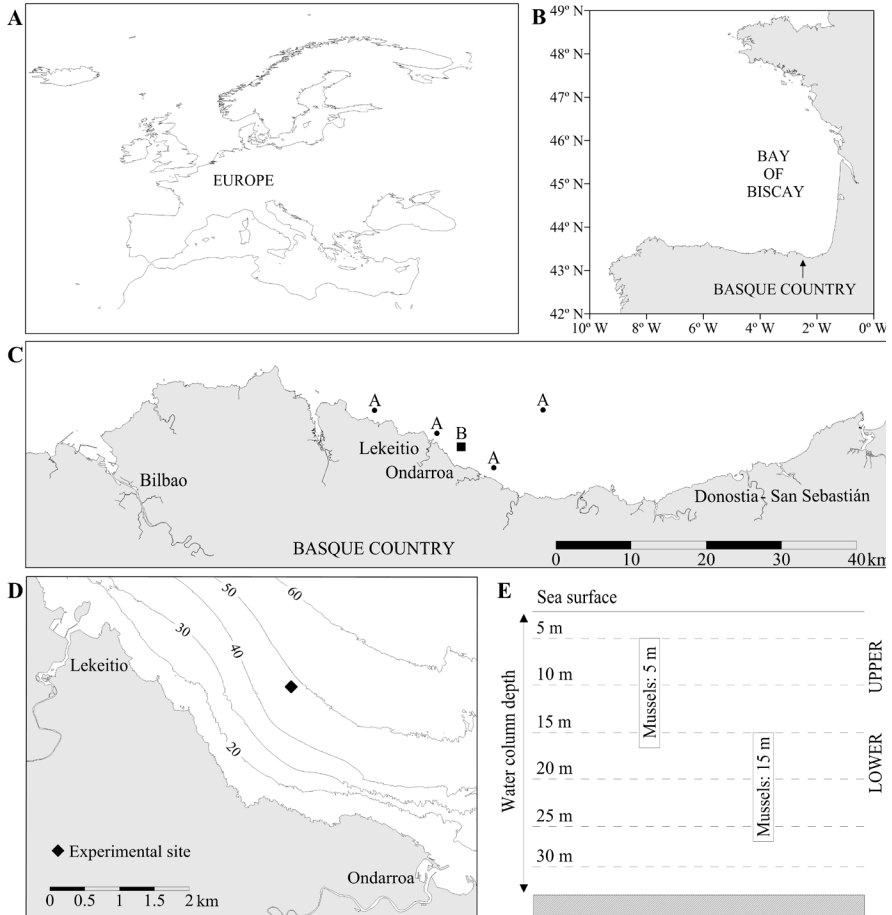 A
EUROPE
B
49º N
48º N
47º N
46º N
45º N
44º N
43º N
42º N
10º W
8º W
6º W
4º W
2º W
0º W
BAY
OF
BISCAY
BASQUE COUNTRY
C
A
A
B
A
A
Lekeitio
Ondarroa
Bilbao
Donostia - San Sebastián
BASQUE COUNTRY
0 10 20 30 40 km
D
50
60
30
40
20
Lekeitio
Experimental site
Ondarroa
0 0.5 1 1.5 2 km
E
Sea surface
Water column depth
5 m
10 m
15 m
20 m
25 m
30 m
Mussels: 5 m
Mussels: 15 m
UPPER
LOWER